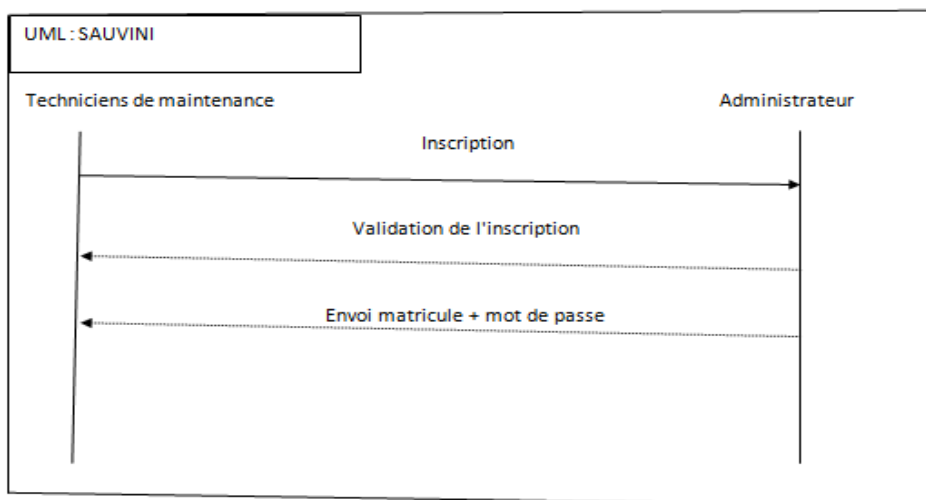 UML : SAUVINI
Techniciens de maintenance
Administrateur
Inscription
Validation de l'inscription
Envoi matricule + mot de passe